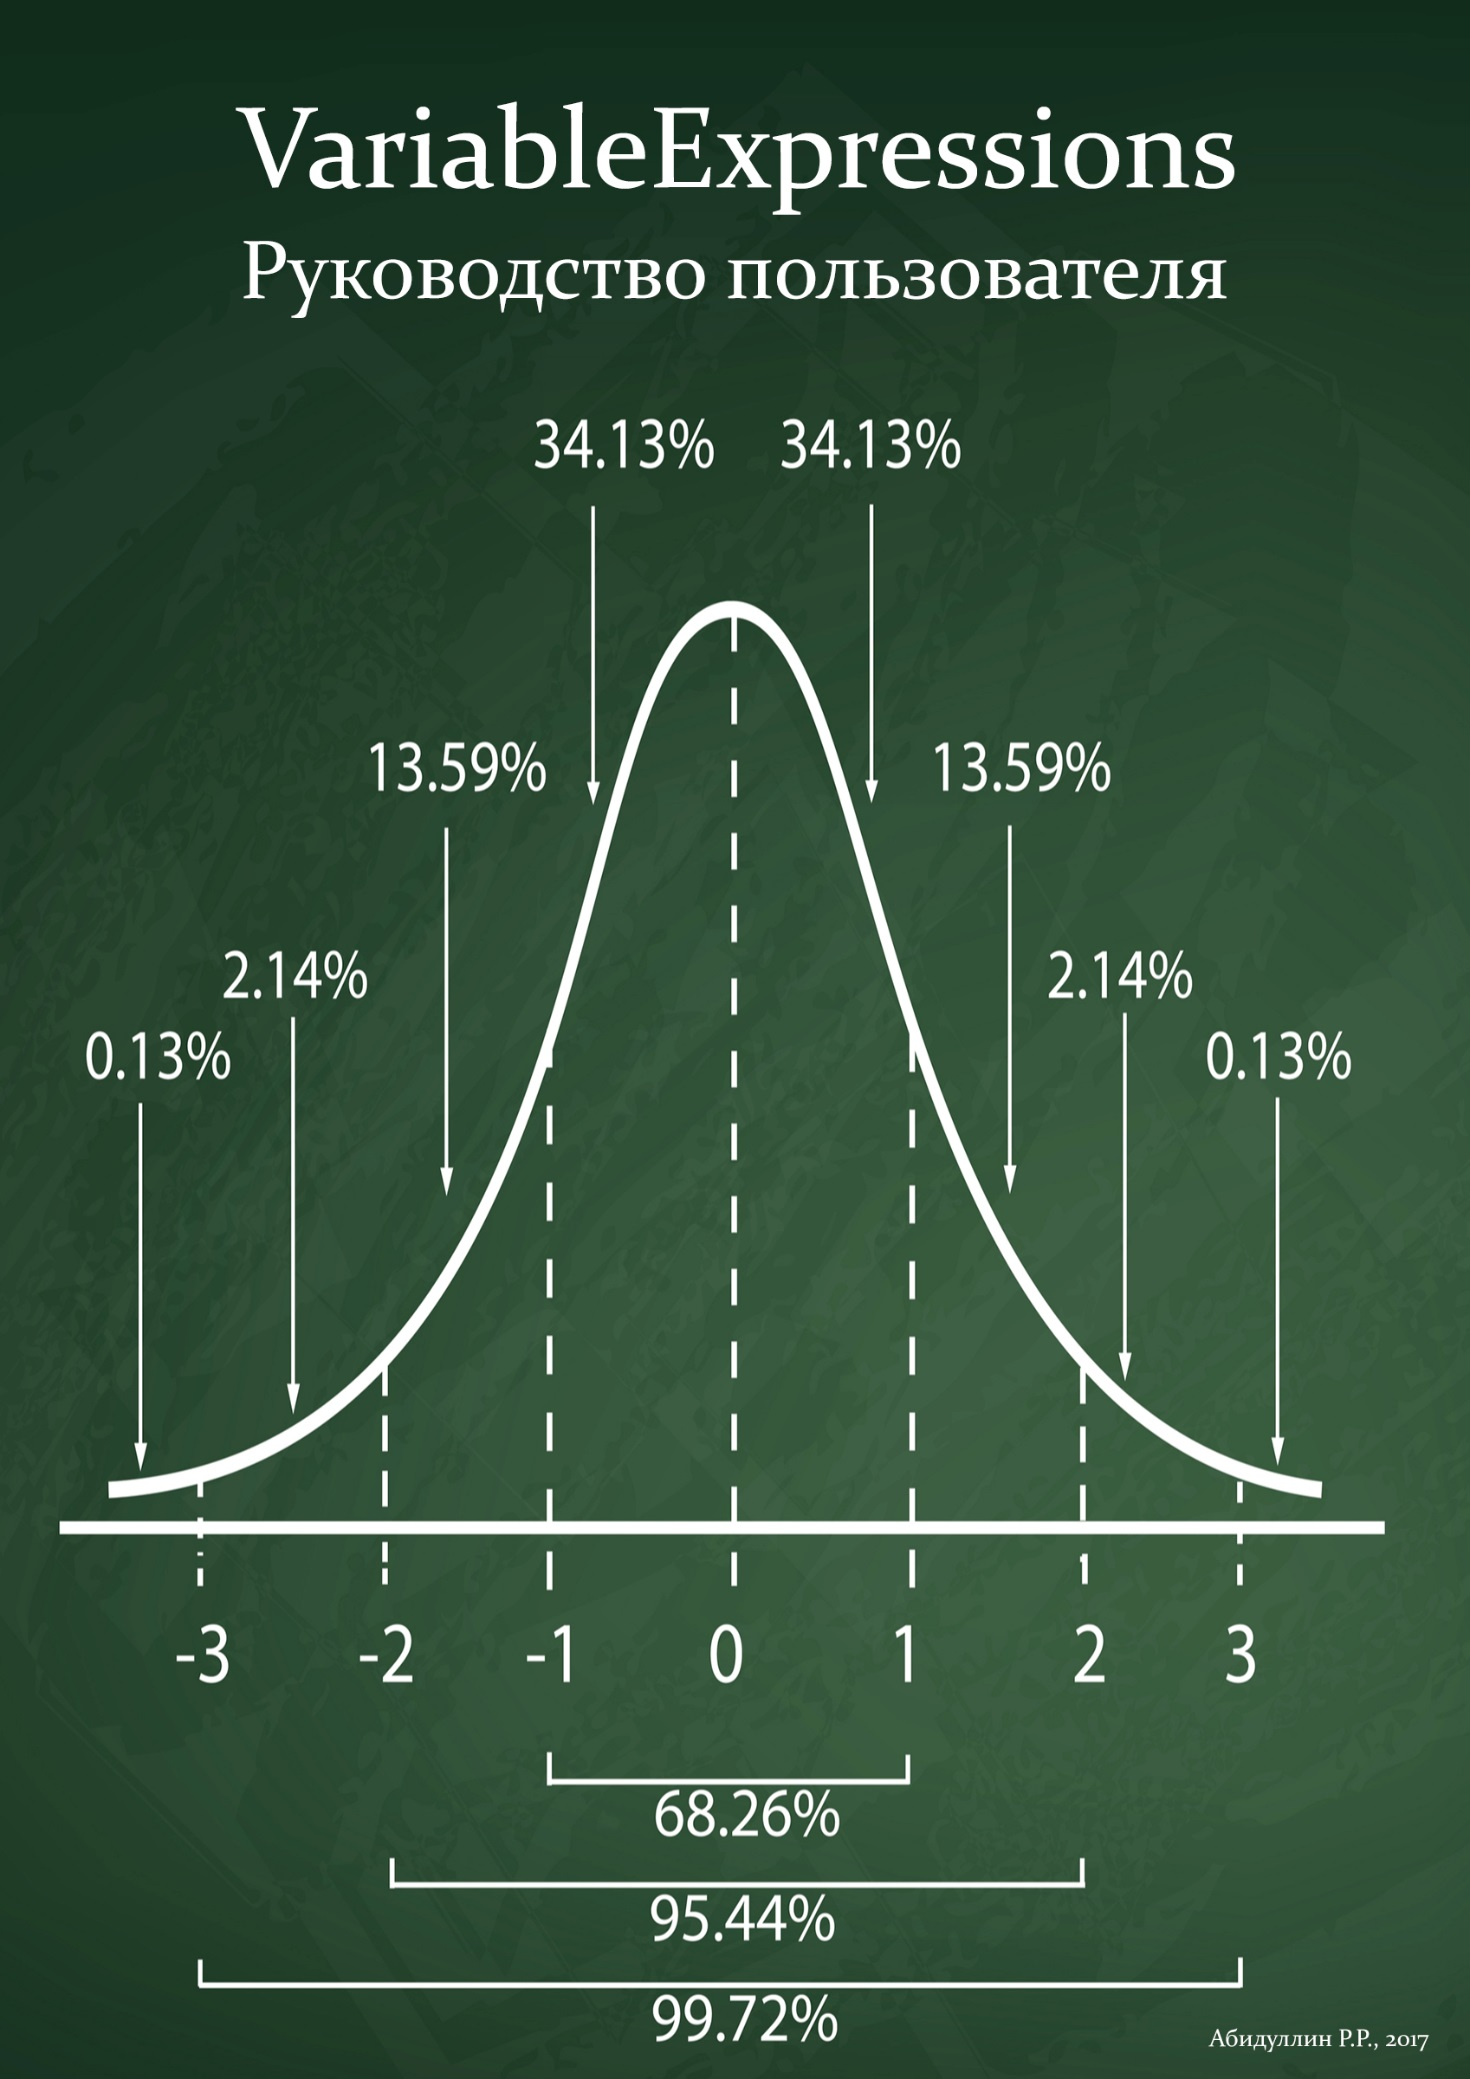 VariableExpressions
Руководство пользователя
34.13% 34.13%
13.59% 13.59%
2.14% 2.14%
0.13% 0.13%
-3 -2 -1 0 1 2 3
68.26%
95.44%
99.72%
Абидуллин Р.Р., 2017